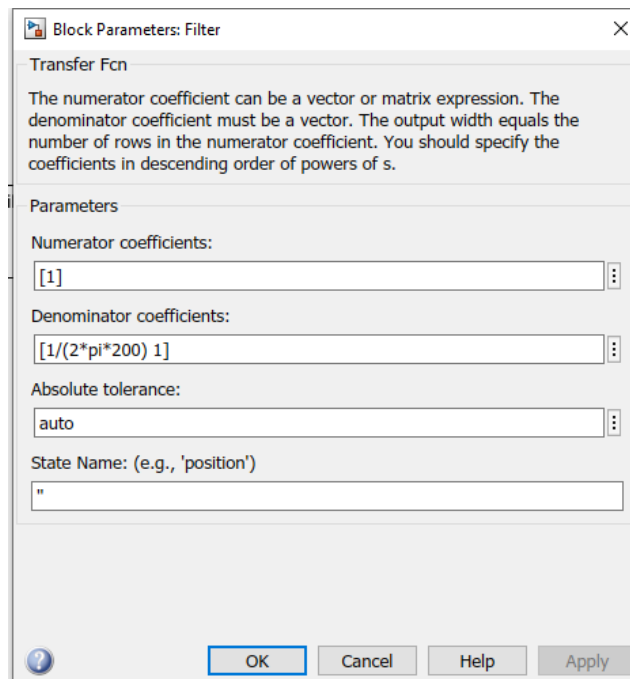 Block Parameters: Filter
Transfer Fcn
The numerator coefficient can be a vector or matrix expression. The
denominator coefficient must be a vector. The output width equals the
number of rows in the numerator coefficient. You should specify the
coefficients in descending order of powers of s.
Parameters
Numerator coefficients:
[1]
Denominator coefficients:
[1/(2*pi*200) 1]
Absolute tolerance:
auto
State Name: (e.g., 'position')
''
OK Cancel Help Apply